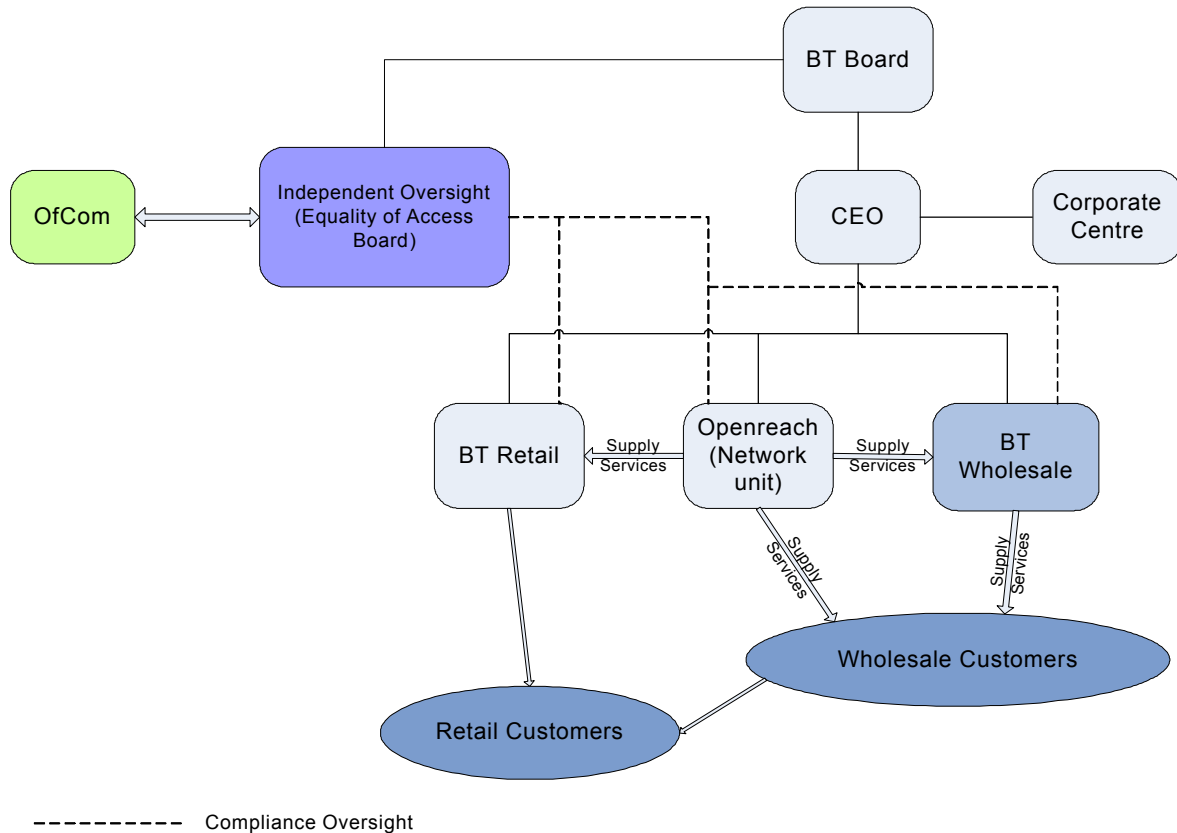 BT Board
OfCom
Independent Oversight
(Equality of Access
Board)
CEO
Corporate
Centre
BT Retail
Supply
Services
Openreach
(Network
unit)
Supply
Services
BT
Wholesale
Supply
Services
Supply
Services
Wholesale Customers
Retail Customers
Compliance Oversight